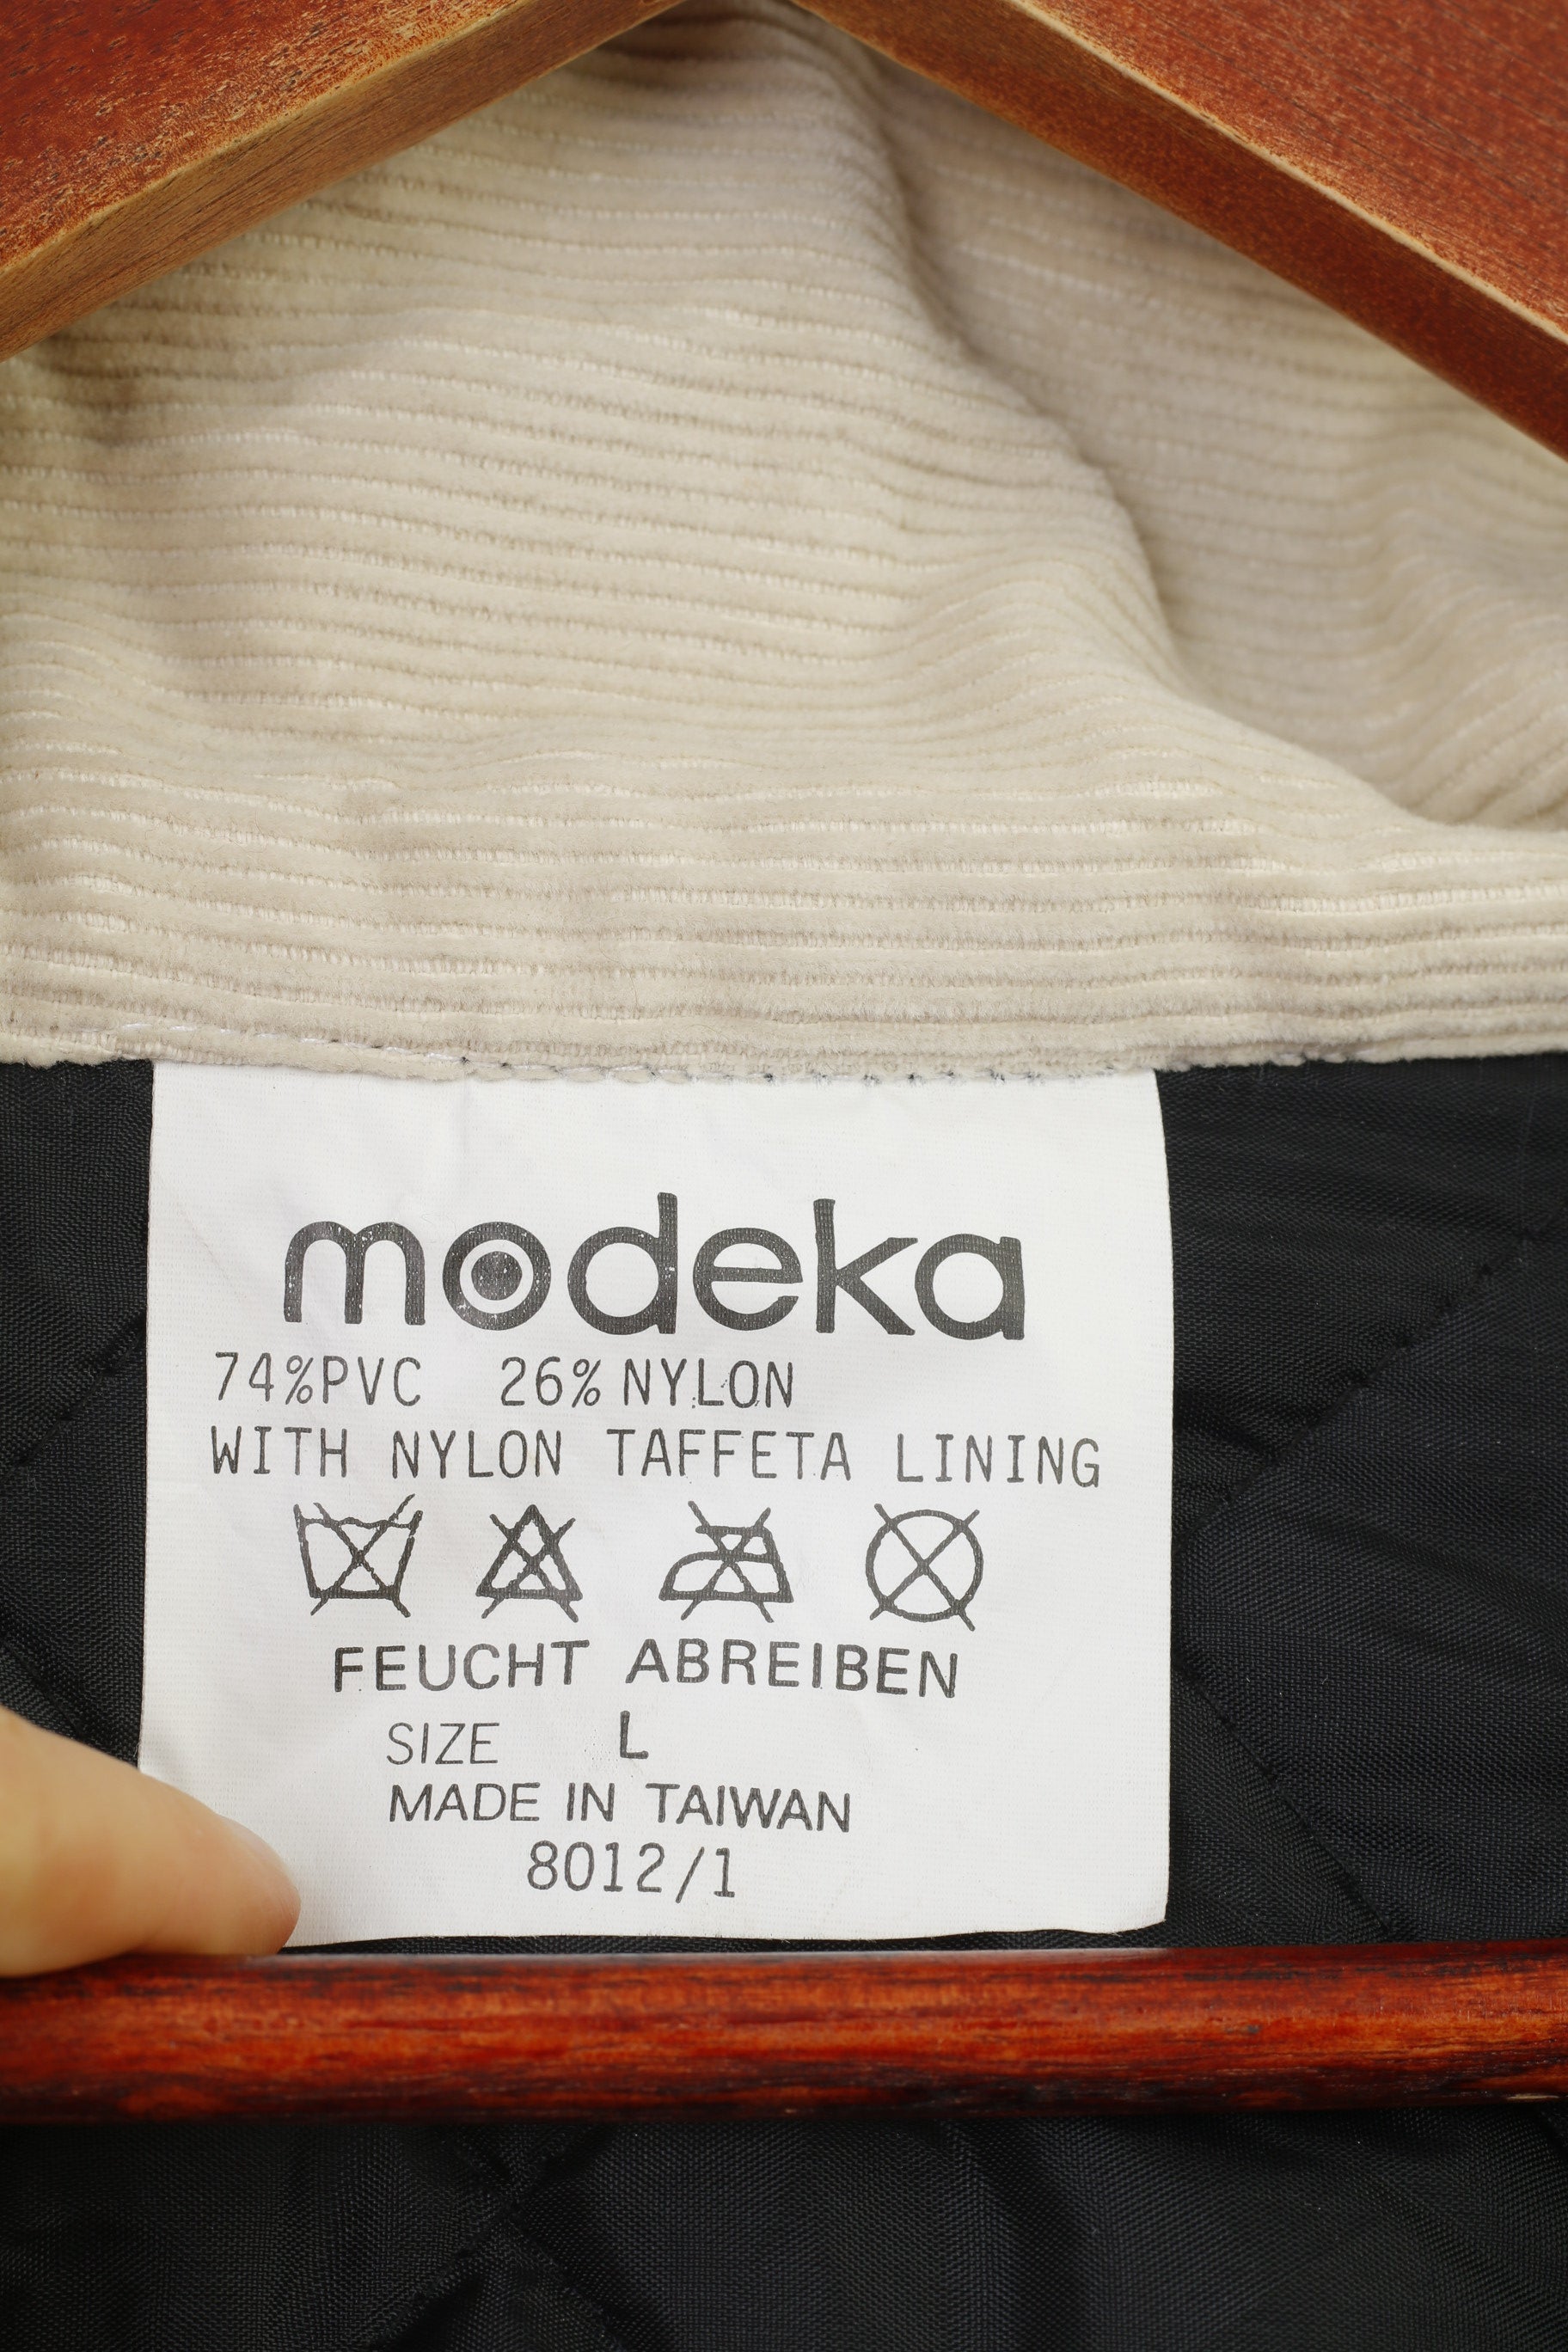 modeka
74%PVC 26% NYLON
WITH NYLON TAFFETA LINING
FEUCHT ABREIBEN
SIZE L
MADE IN TAIWAN
8012/1